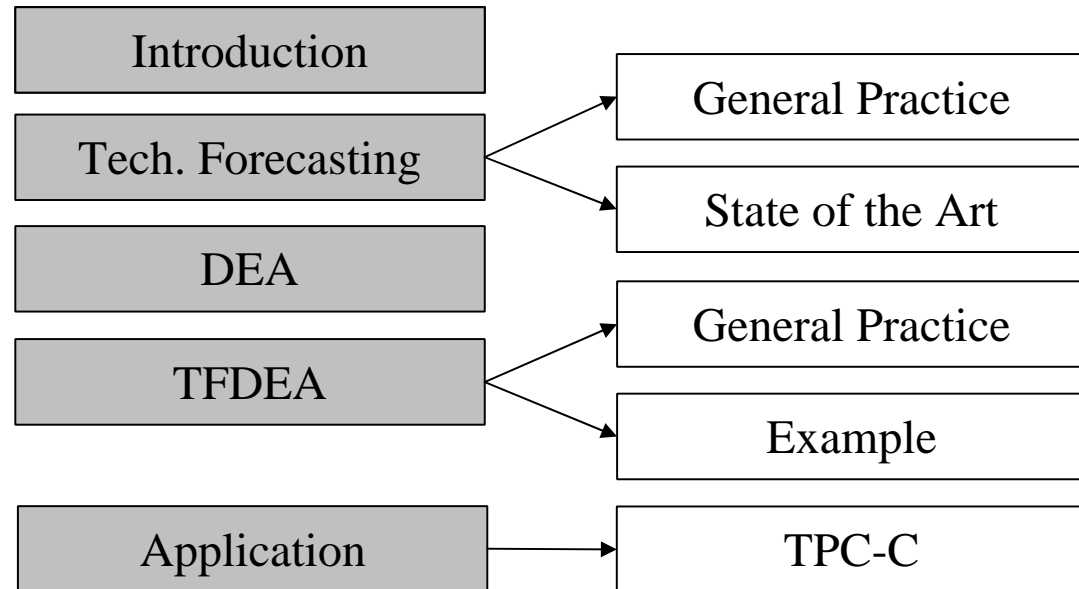 Introduction
Tech. Forecasting
General Practice
State of the Art
DEA
TFDEA
General Practice
Example
Application
TPC-C